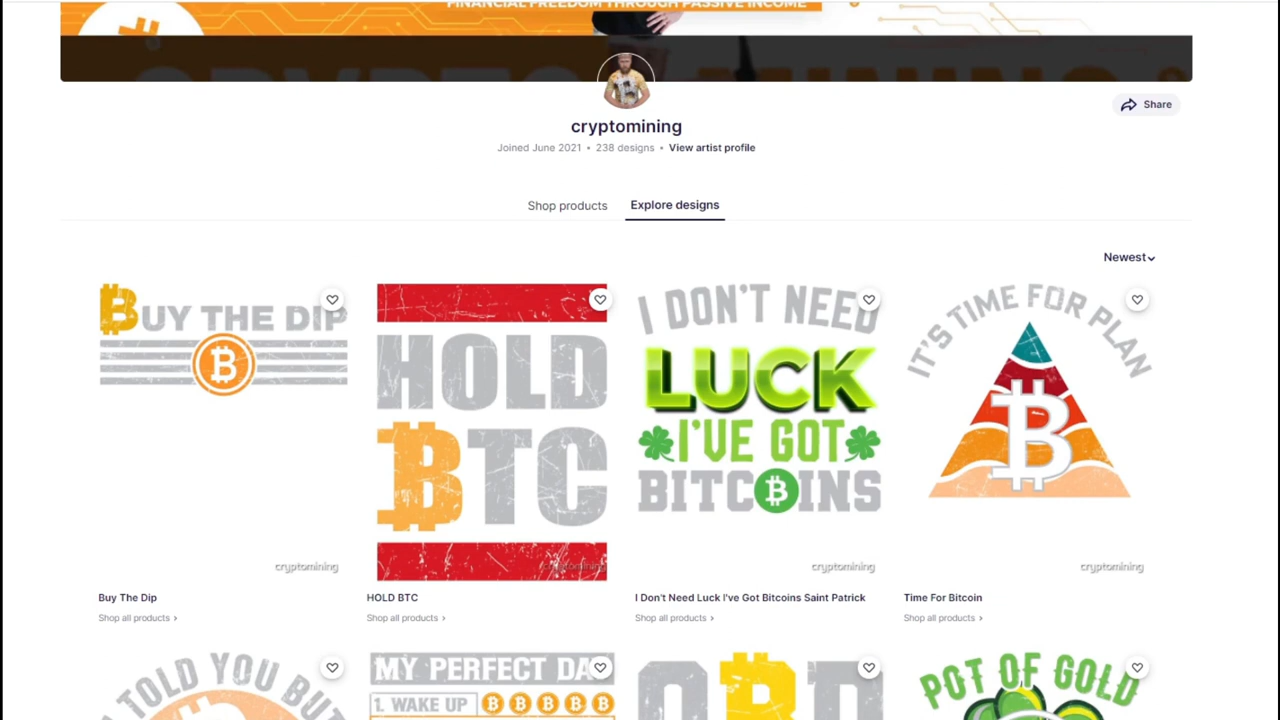 FINANCIAL FREEDOM THROUGH PASSIVE INCOME
CRYPTO MINING
Share
cryptomining
Joined June 2021 • 238 designs • View artist profile
Shop products
Explore designs
Newest
BUY THE DIP
HOLD
BTC
I DON'T NEED
LUCK
I'VE GOT
BITCOINS
IT'S TIME FOR PLAN
B
cryptomining
cryptomining
cryptomining
cryptomining
Buy The Dip
HOLD BTC
I Don't Need Luck I've Got Bitcoins Saint Patrick
Time For Bitcoin
Shop all products ›
Shop all products ›
Shop all products ›
Shop all products ›
I TOLD YOU BUT
MY PERFECT DA
1. WAKE UP
POT OF GOLD